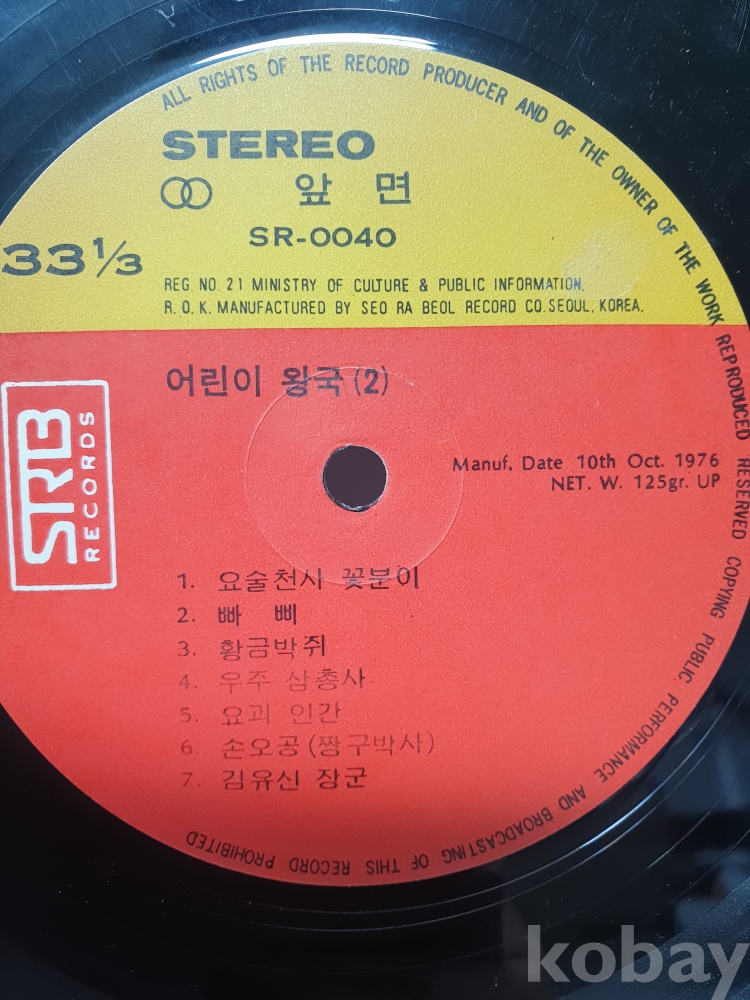 ALL RIGHTS OF THE RECORD PRODUCER AND OF THE OWNER OF THE WORK REPRODUCED RESERVED COPYING PUBLIC PERFORMANCE AND BROADCASTING OF THIS RECORD PROHIBITED
STEREO
앞 면
SR-0040
33 1/3
REG. NO. 21 MINISTRY OF CULTURE & PUBLIC INFORMATION,
R. O. K. MANUFACTURED BY SEO RA BEOL RECORD CO. SEOUL, KOREA.
어린이 왕국(2)
SRB
RECORDS
Manuf. Date 10th Oct. 1976
NET. W. 125gr. UP
1. 요술천사 꽃분이
2. 빠 삐
3. 황금박쥐
4. 우주 삼총사
5. 요괴 인간
6. 손오공(짱구박사)
7. 김유신 장군
kobay